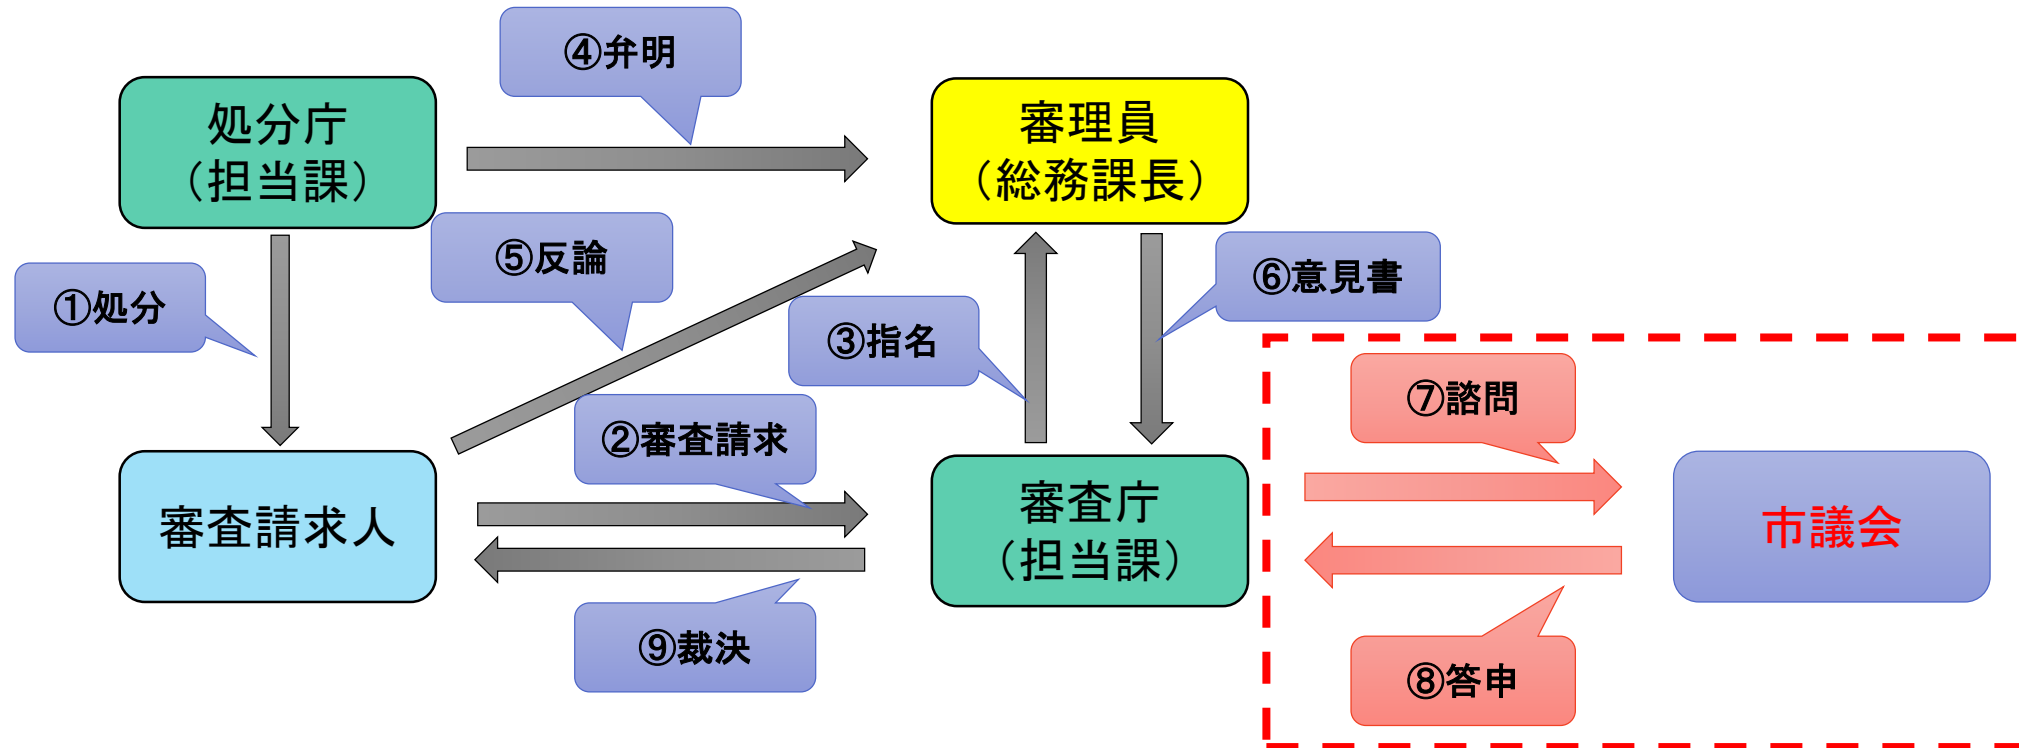 ④弁明
処分庁
（担当課）
審理員
（総務課長）
⑤反論
⑥意見書
①処分
③指名
⑦諮問
②審査請求
審査請求人
審査庁
（担当課）
市議会
⑨裁決
⑧答申